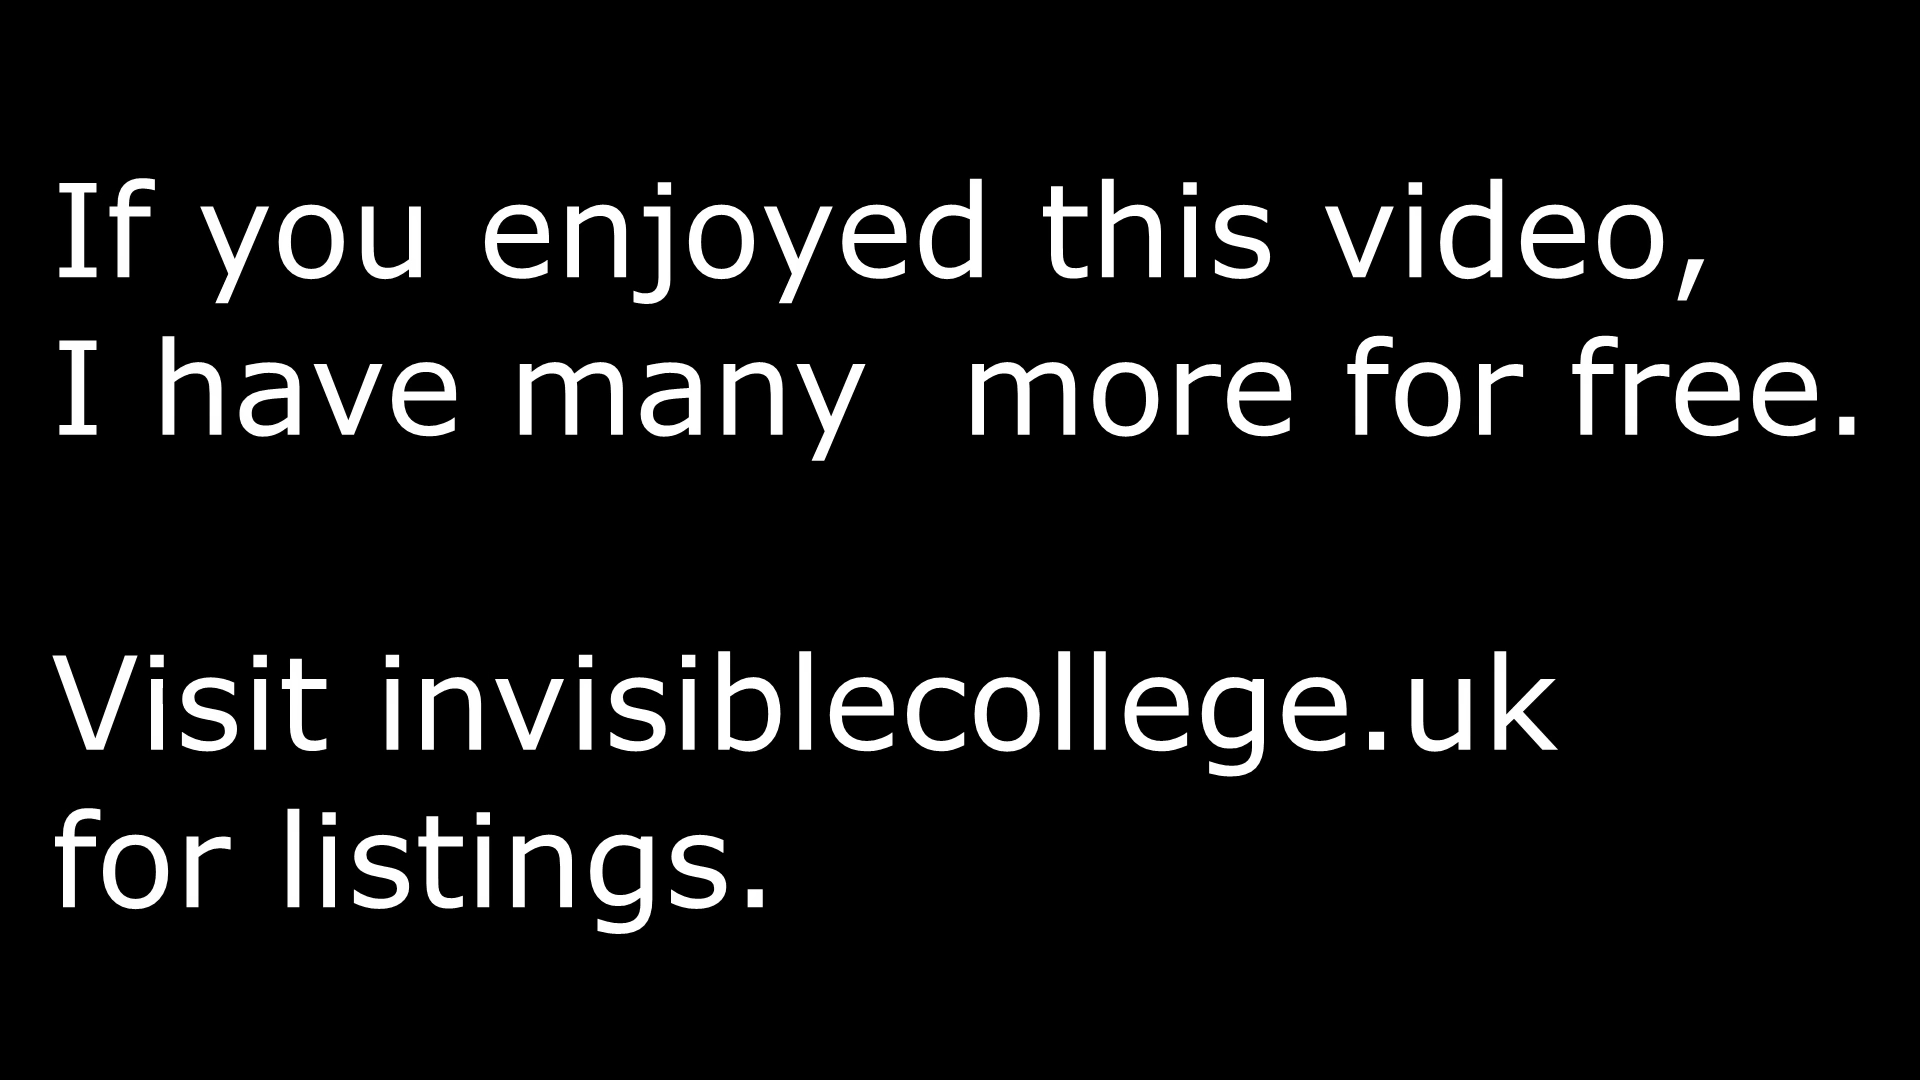 If you enjoyed this video,
I have many  more for free.
Visit invisiblecollege.uk
for listings.